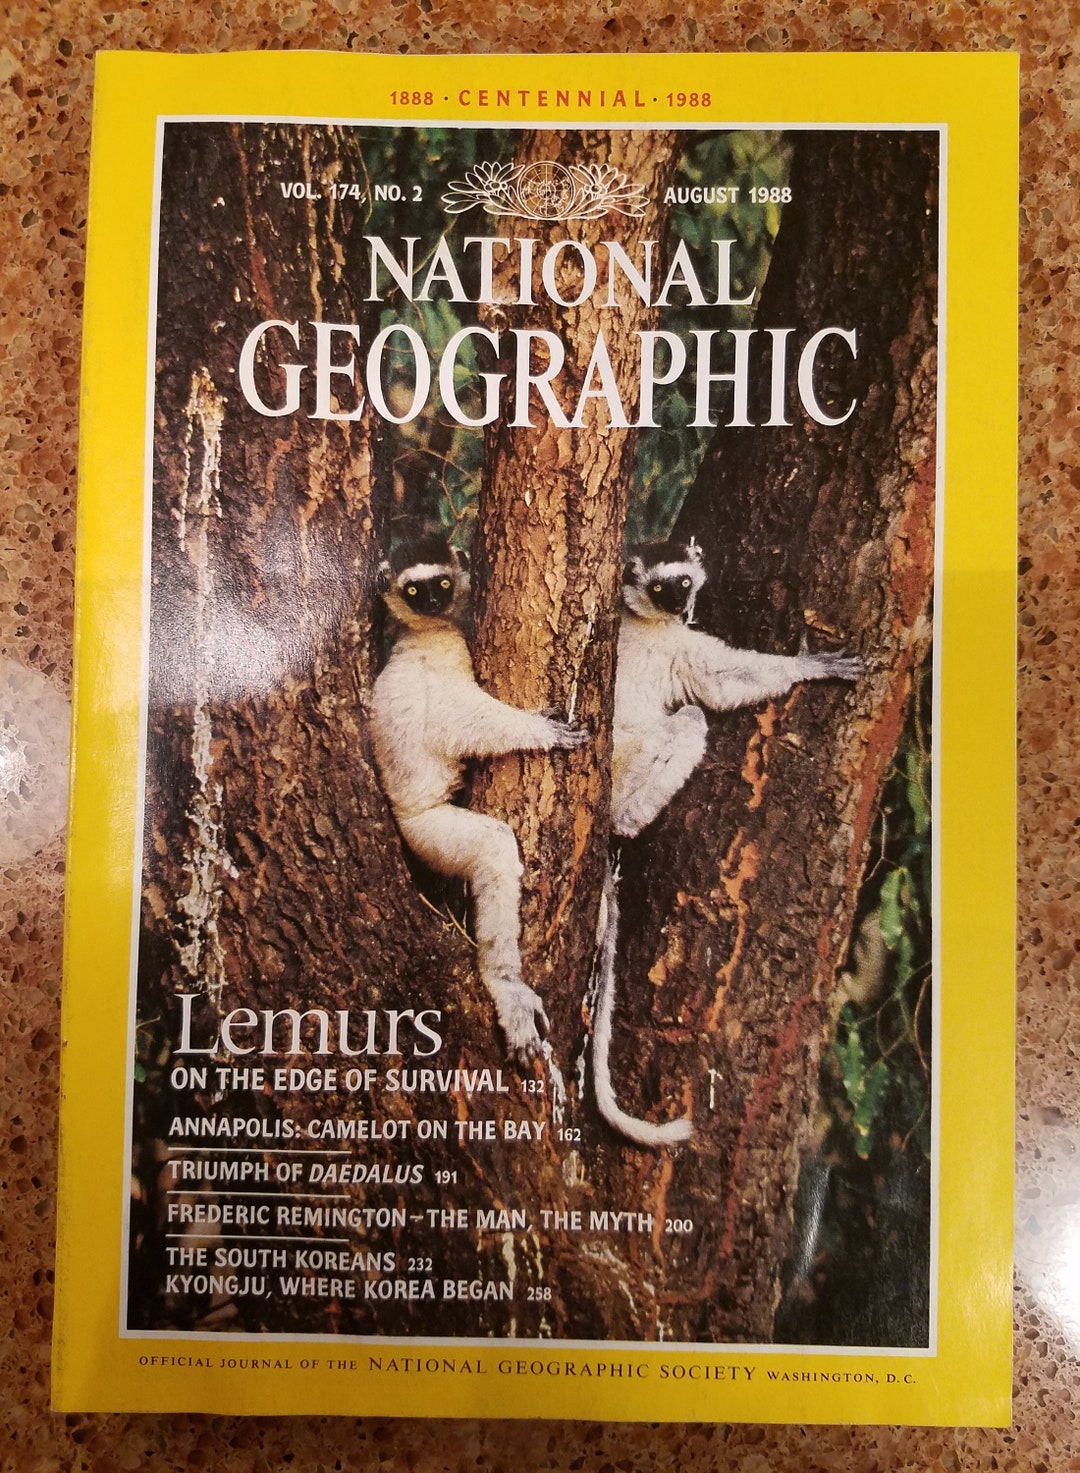 1888 · CENTENNIAL · 1988
VOL. 174, NO. 2 AUGUST 1988
NATIONAL
GEOGRAPHIC
Lemurs
ON THE EDGE OF SURVIVAL 132
ANNAPOLIS: CAMELOT ON THE BAY 162
TRIUMPH OF DAEDALUS 191
FREDERIC REMINGTON—THE MAN, THE MYTH 200
THE SOUTH KOREANS 232
KYONGJU, WHERE KOREA BEGAN 258
OFFICIAL JOURNAL OF THE NATIONAL GEOGRAPHIC SOCIETY WASHINGTON, D.C.